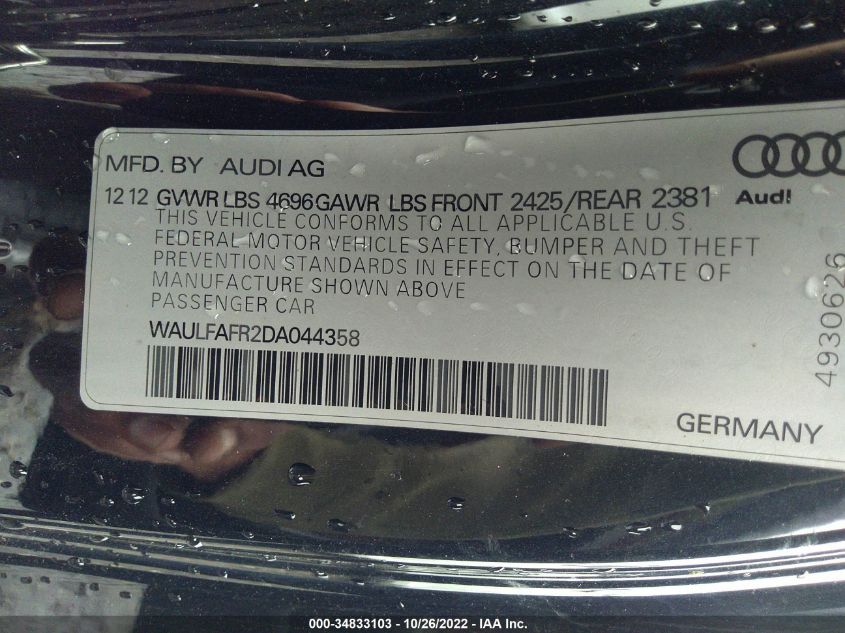 MFD. BY AUDI AG
12 12 GVWR LBS 4696 GAWR LBS FRONT 2425/REAR 2381
Audi
THIS VEHICLE CONFORMS TO ALL APPLICABLE U.S.
FEDERAL MOTOR VEHICLE SAFETY, BUMPER AND THEFT
PREVENTION STANDARDS IN EFFECT ON THE DATE OF
MANUFACTURE SHOWN ABOVE
PASSENGER CAR
WAULFAFR2DA044358
4930626
GERMANY
000-34833103 - 10/26/2022 - IAA Inc.